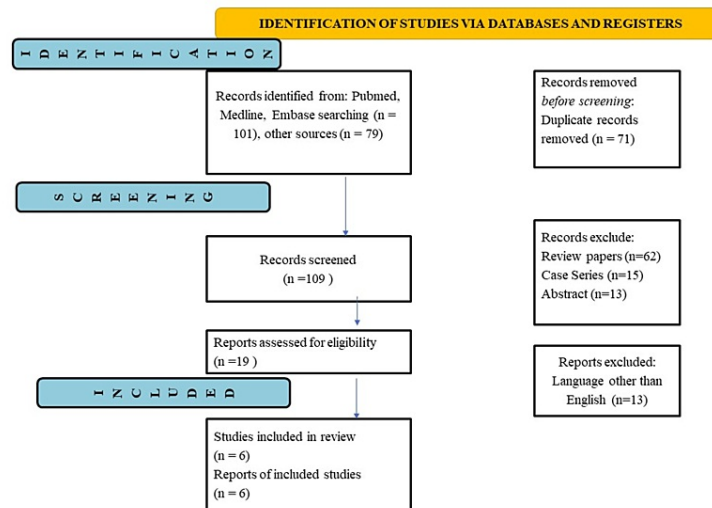 IDENTIFICATION OF STUDIES VIA DATABASES AND REGISTERS
IDENTIFICATION
Records identified from: Pubmed,
Medline, Embase searching (n =
101), other sources (n = 79)
Records removed
before screening:
Duplicate records
removed (n = 71)
SCREENING
Records screened
(n =109 )
Records exclude:
Review papers (n=62)
Case Series (n=15)
Abstract (n=13)
Reports assessed for eligibility
(n =19 )
Reports excluded:
Language other than
English (n=13)
INCLUDED
Studies included in review
(n = 6)
Reports of included studies
(n = 6)